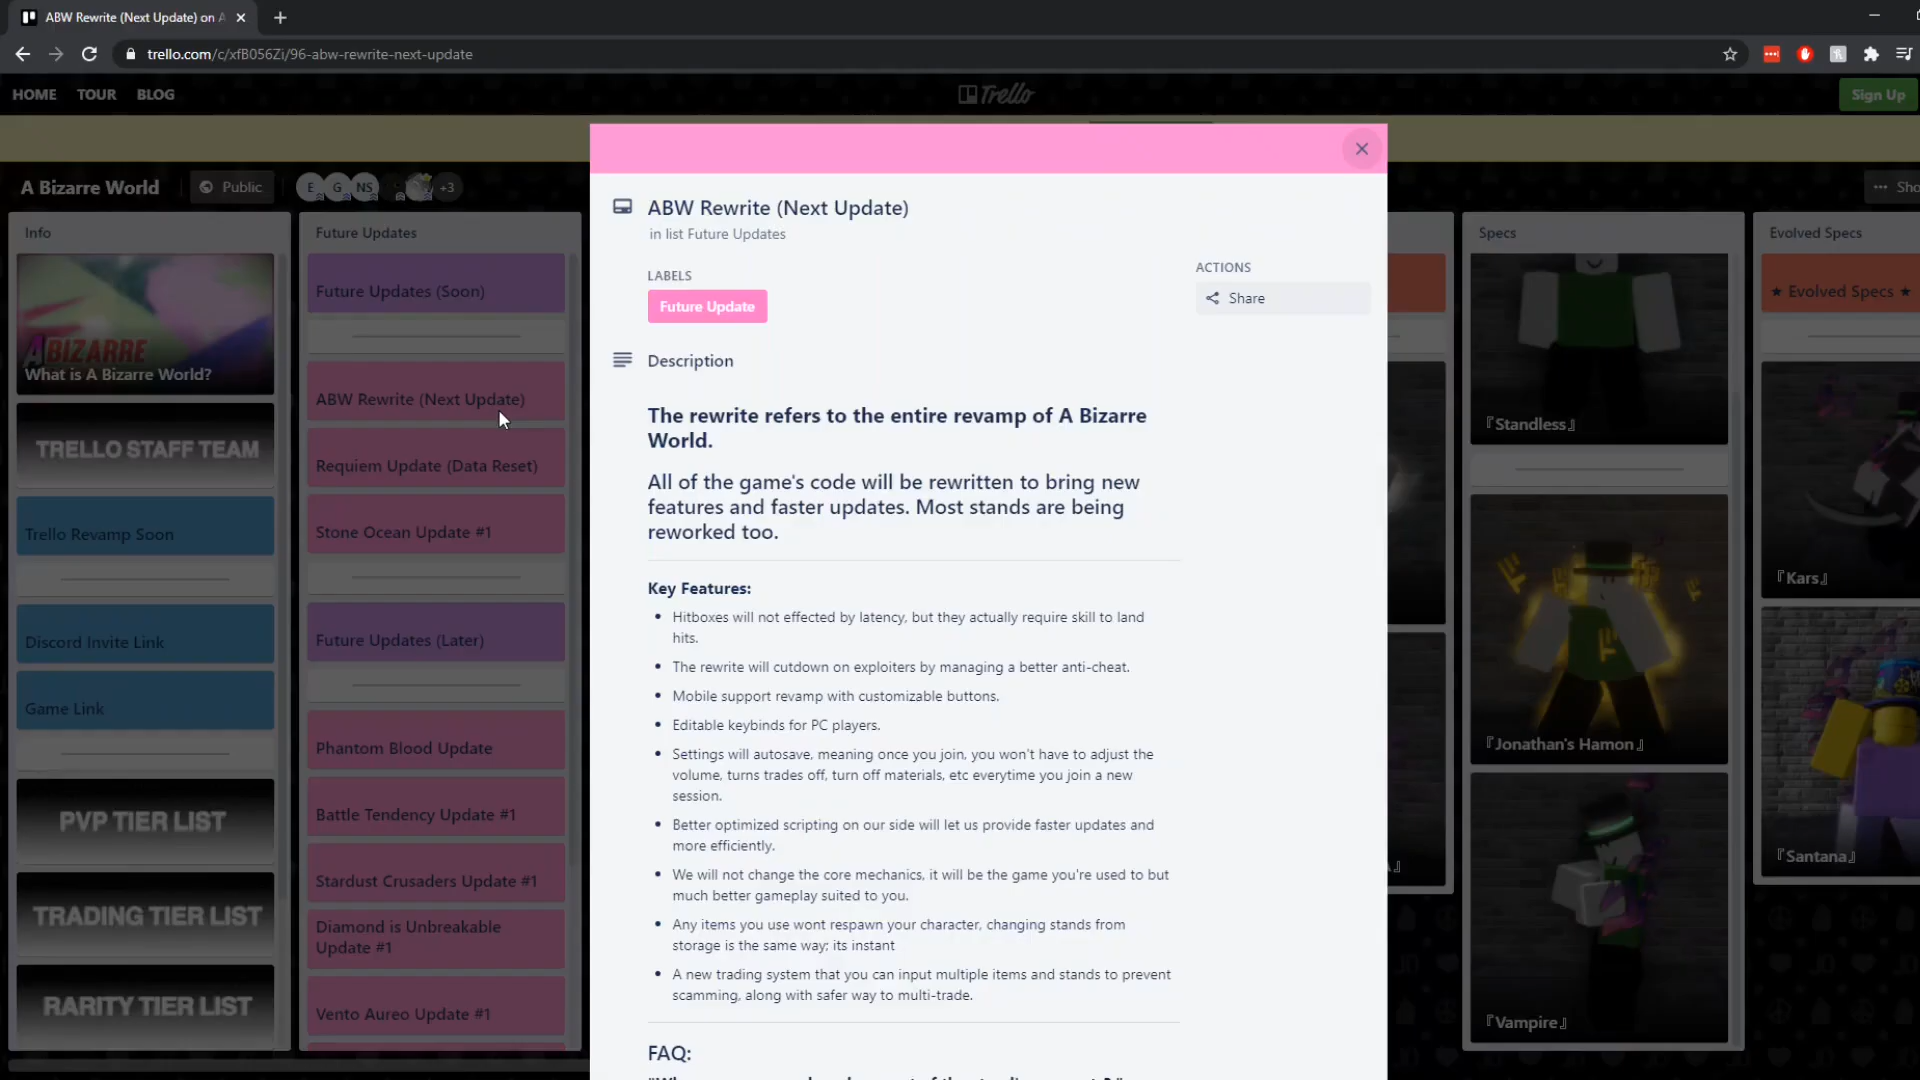 ABW Rewrite (Next Update) on A
trello.com/c/xfB056Zi/96-abw-rewrite-next-update
HOME TOUR BLOG
Trello
Sign Up
A Bizarre World
Public
E G NS +3
Sho
Info
A BIZARRE
What is A Bizarre World?
TRELLO STAFF TEAM
Trello Revamp Soon
Discord Invite Link
Game Link
PVP TIER LIST
TRADING TIER LIST
RARITY TIER LIST
Future Updates
Future Updates (Soon)
ABW Rewrite (Next Update)
Requiem Update (Data Reset)
Stone Ocean Update #1
Future Updates (Later)
Phantom Blood Update
Battle Tendency Update #1
Stardust Crusaders Update #1
Diamond is Unbreakable
Update #1
Vento Aureo Update #1
ABW Rewrite (Next Update)
in list Future Updates
LABELS
Future Update
ACTIONS
Share
Description
The rewrite refers to the entire revamp of A Bizarre
World.
All of the game's code will be rewritten to bring new
features and faster updates. Most stands are being
reworked too.
Key Features:
• Hitboxes will not effected by latency, but they actually require skill to land
hits.
• The rewrite will cutdown on exploiters by managing a better anti-cheat.
• Mobile support revamp with customizable buttons.
• Editable keybinds for PC players.
• Settings will autosave, meaning once you join, you won't have to adjust the
volume, turns trades off, turn off materials, etc everytime you join a new
session.
• Better optimized scripting on our side will let us provide faster updates and
more efficiently.
• We will not change the core mechanics, it will be the game you're used to but
much better gameplay suited to you.
• Any items you use wont respawn your character, changing stands from
storage is the same way; its instant
• A new trading system that you can input multiple items and stands to prevent
scamming, along with safer way to multi-trade.
FAQ:
Specs
『Standless』
『Jonathan's Hamon』
『Vampire』
Evolved Specs
★ Evolved Specs ★
『Kars』
『Santana』